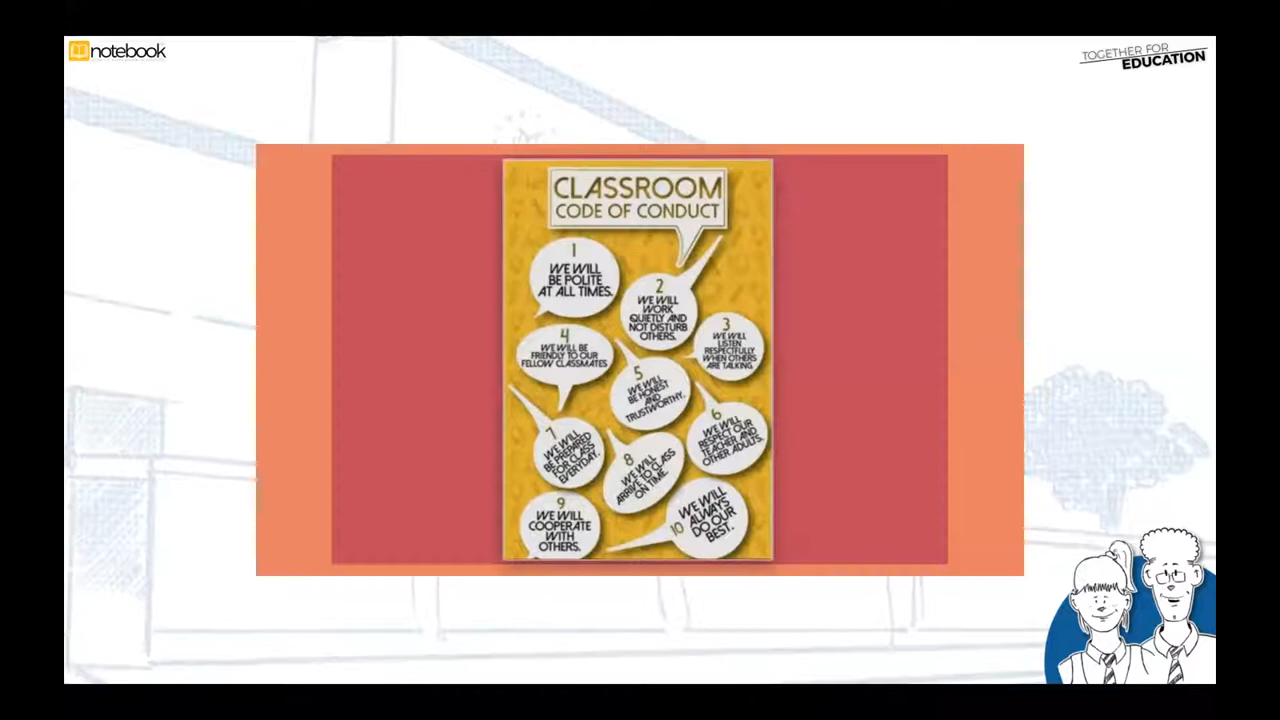 notebook
TOGETHER FOR
EDUCATION
CLASSROOM
CODE OF CONDUCT
1
WE WILL
BE POLITE
AT ALL TIMES.
2
WE WILL
WORK
QUIETLY AND
NOT DISTURB
OTHERS.
3
WE WILL
LISTEN
RESPECTFULLY
WHEN OTHERS
ARE TALKING.
4
WE WILL BE
FRIENDLY TO OUR
FELLOW CLASSMATES
5
WE WILL
BE HONEST
AND
TRUSTWORTHY.
6
WE WILL
RESPECT OUR
TEACHER AND
OTHER ADULTS.
7
WE WILL
BE PREPARED
FOR CLASS
EVERYDAY.
8
WE WILL
ARRIVE TO CLASS
ON TIME.
9
WE WILL
COOPERATE
WITH
OTHERS.
10
WE WILL
ALWAYS
DO OUR
BEST.